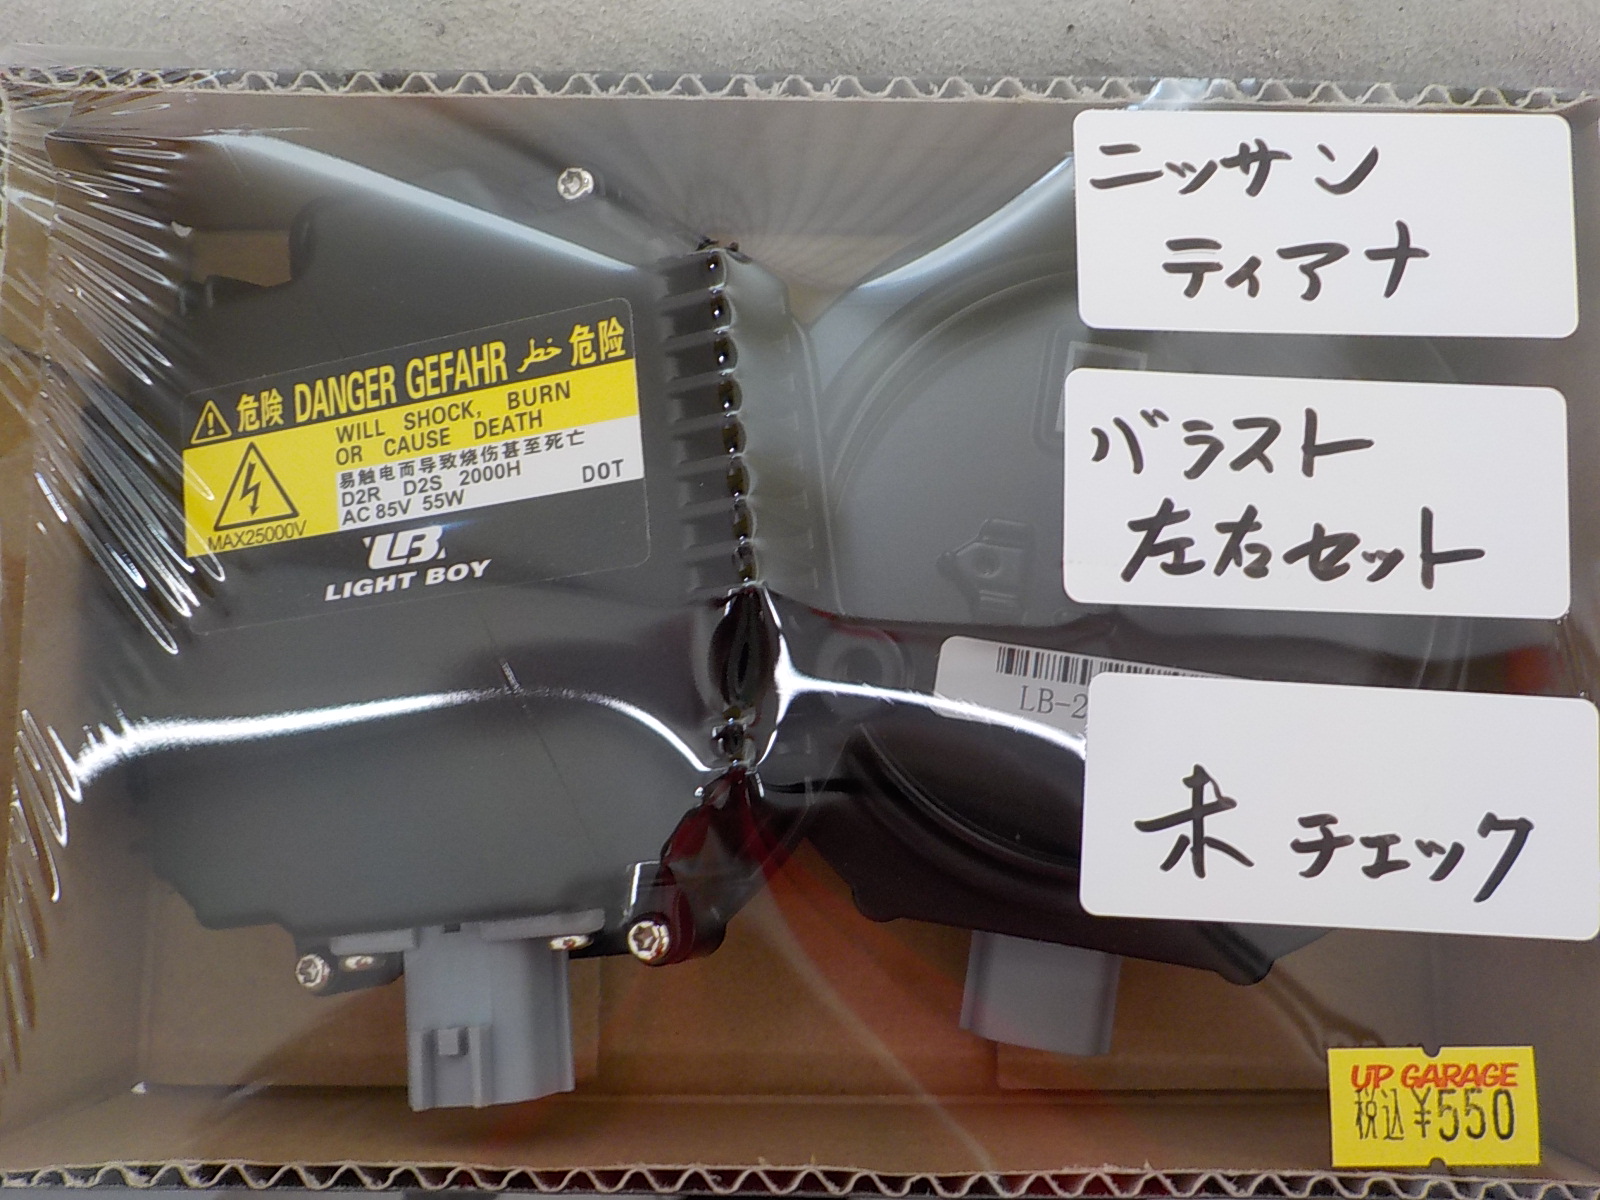 ニッサン
ティアナ
バラスト
左右セット
未チェック
危険 DANGER GEFAHR خطر 危险
WILL SHOCK, BURN
OR CAUSE DEATH
易触电而导致烧伤甚至死亡
D2R D2S 2000H DOT
AC 85V 55W
MAX25000V
LB
LIGHT BOY
LB-2
UP GARAGE
税込¥550